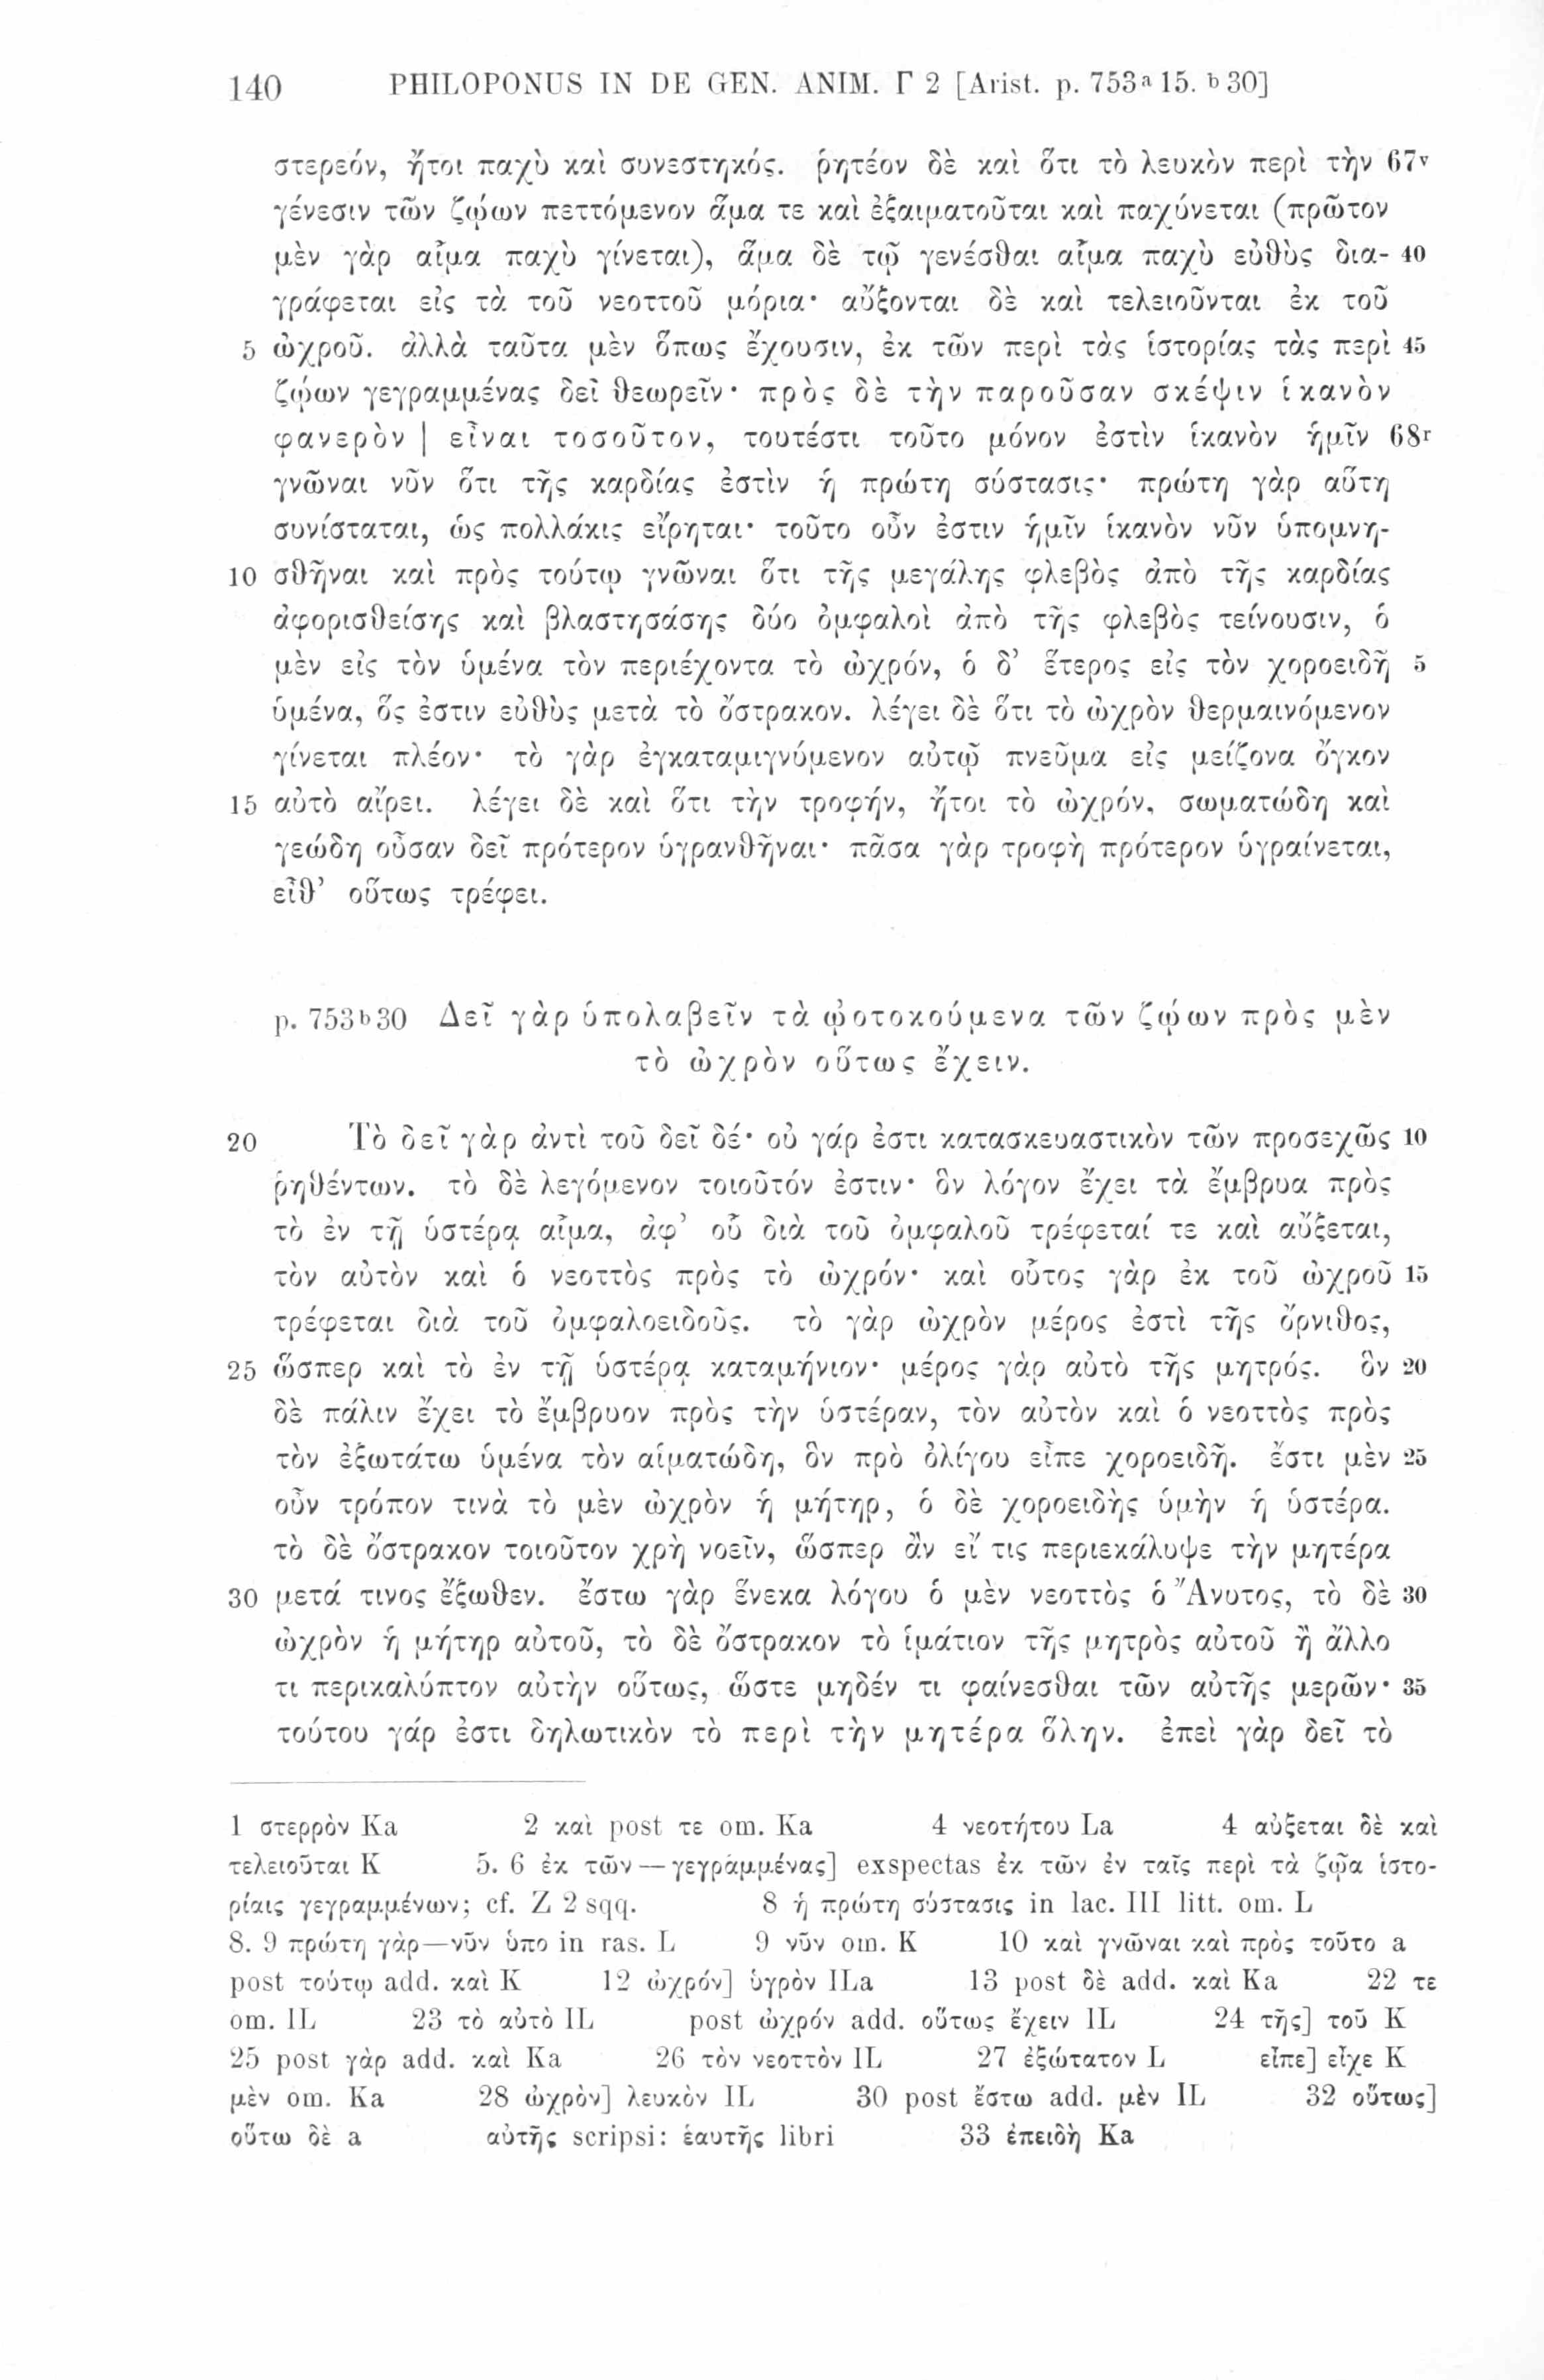 140 PHILOPONUS IN DE GEN. ANIM. Γ 2 [Arist. p. 753ᵃ 15. ᵇ 30]
στερεόν, ἤτοι παχὺ καὶ συνεστηκός. ῥητέον δὲ καὶ ὅτι τὸ λευκὸν περὶ τὴν 67ᵛ
γένεσιν τῶν ζῴων πεττόμενον ἅμα τε καὶ ἐξαιματοῦται καὶ παχύνεται (πρῶτον
μὲν γὰρ αἷμα παχὺ γίνεται), ἅμα δὲ τῷ γενέσθαι αἷμα παχὺ εὐθὺς δια- 40
γράφεται εἰς τὰ τοῦ νεοττοῦ μόρια· αὔξονται δὲ καὶ τελειοῦνται ἐκ τοῦ
5 ὠχροῦ. ἀλλὰ ταῦτα μὲν ὅπως ἔχουσιν, ἐκ τῶν περὶ τὰς ἱστορίας τὰς περὶ 45
ζῴων γεγραμμένας δεῖ θεωρεῖν· πρὸς δὲ τὴν παροῦσαν σκέψιν ἱκανὸν
φανερὸν | εἶναι τοσοῦτον, τουτέστι τοῦτο μόνον ἐστὶν ἱκανὸν ἡμῖν 68ʳ
γνῶναι νῦν ὅτι τῆς καρδίας ἐστὶν ἡ πρώτη σύστασις· πρώτη γὰρ αὕτη
συνίσταται, ὡς πολλάκις εἴρηται· τοῦτο οὖν ἐστιν ἡμῖν ἱκανὸν νῦν ὑπομνη-
10 σθῆναι καὶ πρὸς τούτῳ γνῶναι ὅτι τῆς μεγάλης φλεβὸς ἀπὸ τῆς καρδίας
ἀφορισθείσης καὶ βλαστησάσης δύο ὀμφαλοὶ ἀπὸ τῆς φλεβὸς τείνουσιν, ὁ
μὲν εἰς τὸν ὑμένα τὸν περιέχοντα τὸ ὠχρόν, ὁ δ’ ἕτερος εἰς τὸν χοροειδῆ 5
ὑμένα, ὅς ἐστιν εὐθὺς μετὰ τὸ ὄστρακον. λέγει δὲ ὅτι τὸ ὠχρὸν θερμαινόμενον
γίνεται πλέον· τὸ γὰρ ἐγκαταμιγνύμενον αὐτῷ πνεῦμα εἰς μείζονα ὄγκον
15 αὐτὸ αἴρει. λέγει δὲ καὶ ὅτι τὴν τροφήν, ἤτοι τὸ ὠχρόν, σωματώδη καὶ
γεώδη οὖσαν δεῖ πρότερον ὑγρανθῆναι· πᾶσα γὰρ τροφὴ πρότερον ὑγραίνεται,
εἶθ’ οὕτως τρέφει.
p. 753ᵇ30 Δεῖ γὰρ ὑπολαβεῖν τὰ ᾠοτοκούμενα τῶν ζῴων πρὸς μὲν
τὸ ὠχρὸν οὕτως ἔχειν.
20 Τὸ δεῖ γὰρ ἀντὶ τοῦ δεῖ δέ· οὐ γάρ ἐστι κατασκευαστικὸν τῶν προσεχῶς 10
ῥηθέντων. τὸ δὲ λεγόμενον τοιοῦτόν ἐστιν· ὃν λόγον ἔχει τὰ ἔμβρυα πρὸς
τὸ ἐν τῇ ὑστέρᾳ αἷμα, ἀφ’ οὗ διὰ τοῦ ὀμφαλοῦ τρέφεταί τε καὶ αὔξεται,
τὸν αὐτὸν καὶ ὁ νεοττὸς πρὸς τὸ ὠχρόν· καὶ οὗτος γὰρ ἐκ τοῦ ὠχροῦ 15
τρέφεται διὰ τοῦ ὀμφαλοειδοῦς. τὸ γὰρ ὠχρὸν μέρος ἐστὶ τῆς ὄρνιθος,
25 ὥσπερ καὶ τὸ ἐν τῇ ὑστέρᾳ καταμήνιον· μέρος γὰρ αὐτὸ τῆς μητρός. ὃν 20
δὲ πάλιν ἔχει τὸ ἔμβρυον πρὸς τὴν ὑστέραν, τὸν αὐτὸν καὶ ὁ νεοττὸς πρὸς
τὸν ἐξωτάτω ὑμένα τὸν αἱματώδη, ὃν πρὸ ὀλίγου εἶπε χοροειδῆ. ἔστι μὲν 25
οὖν τρόπον τινὰ τὸ μὲν ὠχρὸν ἡ μήτηρ, ὁ δὲ χοροειδὴς ὑμὴν ἡ ὑστέρα.
τὸ δὲ ὄστρακον τοιοῦτον χρὴ νοεῖν, ὥσπερ ἂν εἴ τις περιεκάλυψε τὴν μητέρα
30 μετά τινος ἔξωθεν. ἔστω γὰρ ἕνεκα λόγου ὁ μὲν νεοττὸς ὁ Ἄνυτος, τὸ δὲ 30
ὠχρὸν ἡ μήτηρ αὐτοῦ, τὸ δὲ ὄστρακον τὸ ἱμάτιον τῆς μητρὸς αὐτοῦ ἢ ἄλλο
τι περικαλύπτον αὐτὴν οὕτως, ὥστε μηδέν τι φαίνεσθαι τῶν αὐτῆς μερῶν· 35
τούτου γάρ ἐστι δηλωτικὸν τὸ περὶ τὴν μητέρα ὅλην. ἐπεὶ γὰρ δεῖ τὸ
1 στερρὸν Ka 2 καὶ post τε om. Ka 4 νεοτήτου La 4 αὐξεται δὲ καὶ
τελειοῦται K 5. 6 ἐκ τῶν — γεγραμμένας] exspectas ἐκ τῶν ἐν ταῖς περὶ τὰ ζῷα ἱστο-
ρίαις γεγραμμένων; cf. Z 2 sqq. 8 ἡ πρώτη σύστασις in lac. III litt. om. L
8. 9 πρώτη γὰρ — νῦν ὑπο in ras. L 9 νῦν om. K 10 καὶ γνῶναι καὶ πρὸς τοῦτο a
post τούτῳ add. καὶ K 12 ὠχρόν] ὑγρὸν ILa 13 post δὲ add. καὶ Ka 22 τε
om. IL 23 τὸ αὐτὸ IL post ὠχρόν add. οὕτως ἔχειν IL 24 τῆς] τοῦ K
25 post γὰρ add. καὶ Ka 26 τὸν νεοττὸν IL 27 ἐξώτατον L εἶπε] εἶχε K
μὲν om. Ka 28 ὠχρὸν] λευκὸν IL 30 post ἔστω add. μὲν IL 32 οὕτως]
οὕτω δὲ a αὐτῆς scripsi: ἑαυτῆς libri 33 ἐπειδὴ Ka